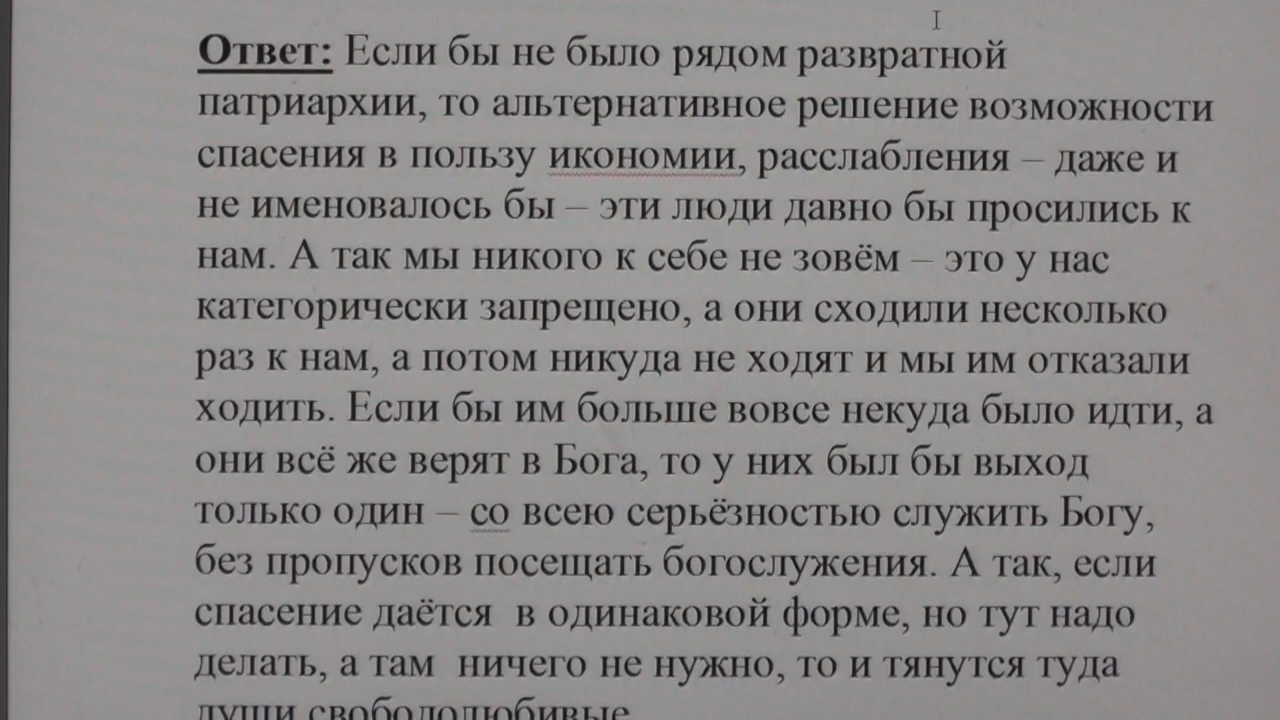 Ответ: Если бы не было рядом развратной
патриархии, то альтернативное решение возможности
спасения в пользу икономии, расслабления – даже и
не именовалось бы – эти люди давно бы просились к
нам. А так мы никого к себе не зовём – это у нас
категорически запрещено, а они сходили несколько
раз к нам, а потом никуда не ходят и мы им отказали
ходить. Если бы им больше вовсе некуда было идти, а
они всё же верят в Бога, то у них был бы выход
только один – со всею серьёзностью служить Богу,
без пропусков посещать богослужения. А так, если
спасение даётся  в одинаковой форме, но тут надо
делать, а там  ничего не нужно, то и тянутся туда
души свободолюбивые